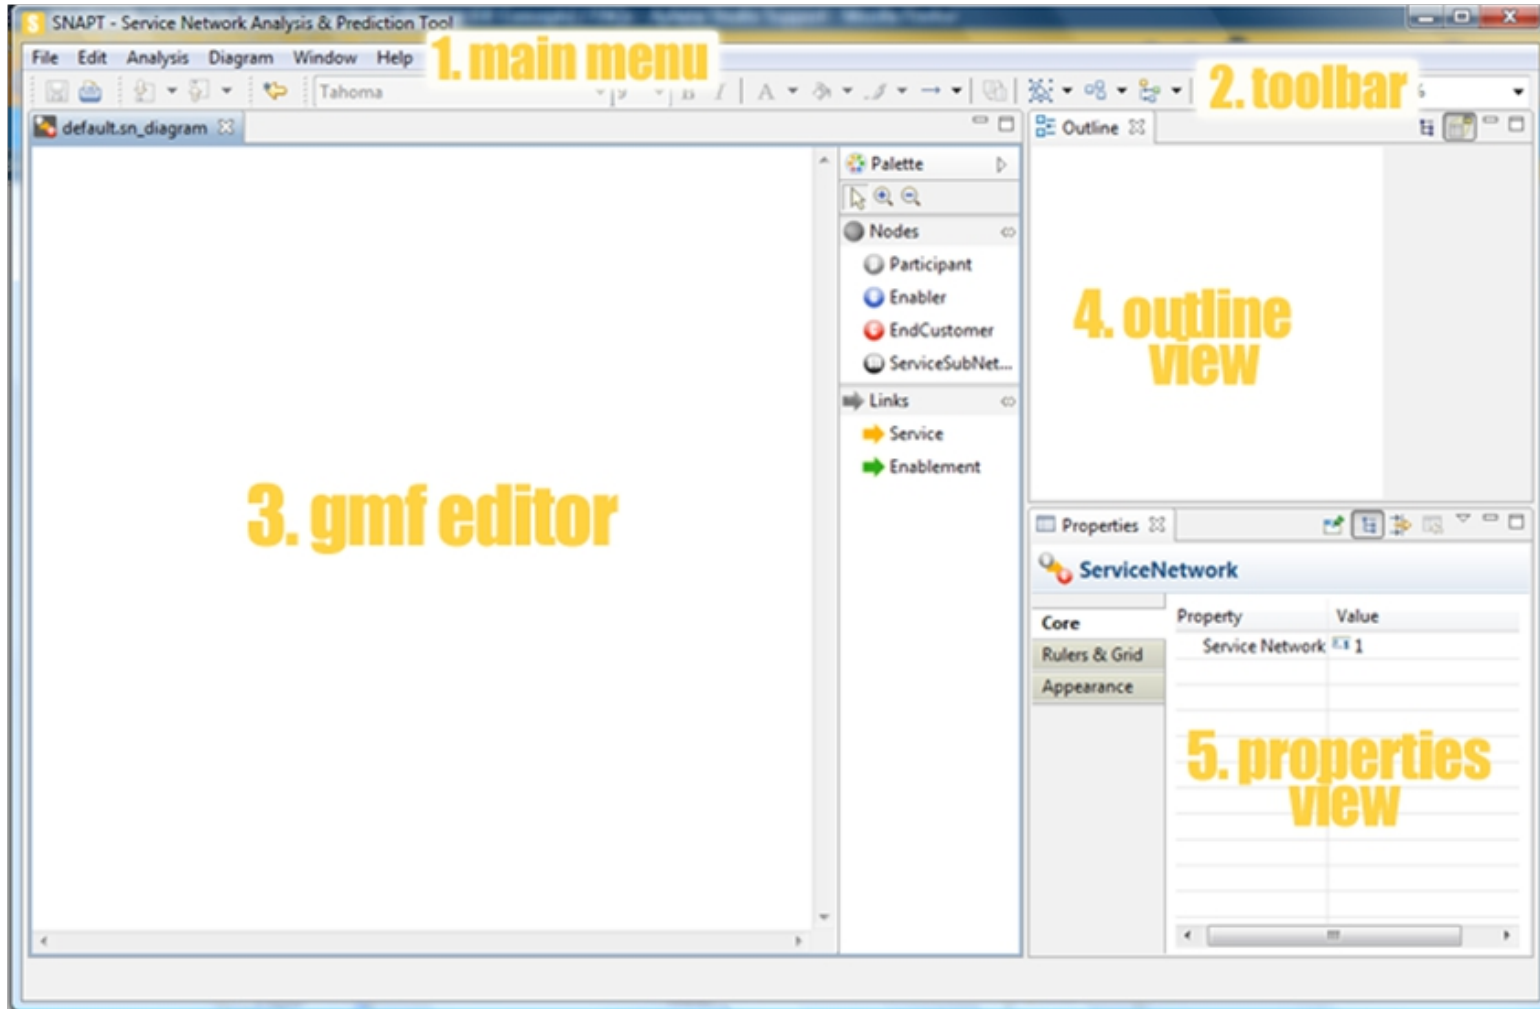 SNAPT - Service Network Analysis & Prediction Tool
File Edit Analysis Diagram Window Help
1. main menu
Tahoma
9
B I
A
2. toolbar
%
default.sn_diagram
Outline
Palette
Nodes
Participant
Enabler
EndCustomer
ServiceSubNet...
Links
Service
Enablement
3. gmf editor
4. outline
view
Properties
ServiceNetwork
Core
Rulers & Grid
Appearance
Property Value
Service Network 1
5. properties
view